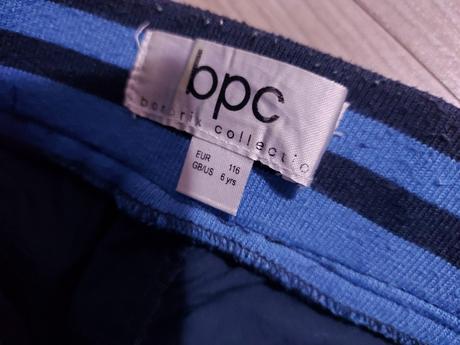 bpc
bonprix collectio
EUR 116
GB/US 6 yrs